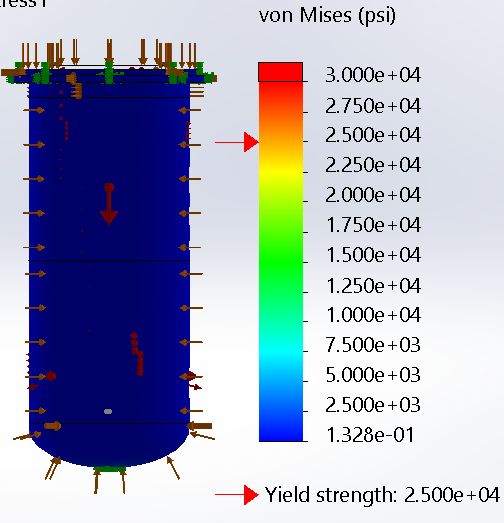 von Mises (psi)
3.000e+04
2.750e+04
2.500e+04
2.250e+04
2.000e+04
1.750e+04
1.500e+04
1.250e+04
1.000e+04
7.500e+03
5.000e+03
2.500e+03
1.328e-01
Yield strength: 2.500e+04